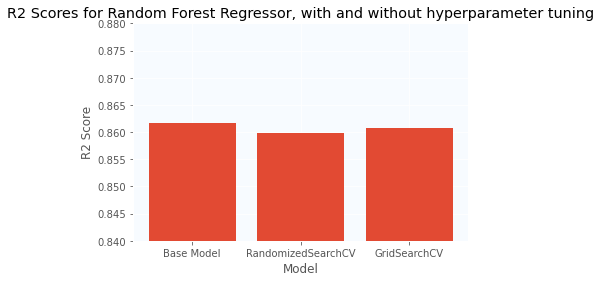 R2 Scores for Random Forest Regressor, with and without hyperparameter tuning
0.880
0.875
0.870
0.865
0.860
0.855
0.850
0.845
0.840
R2 Score
Base Model RandomizedSearchCV GridSearchCV
Model